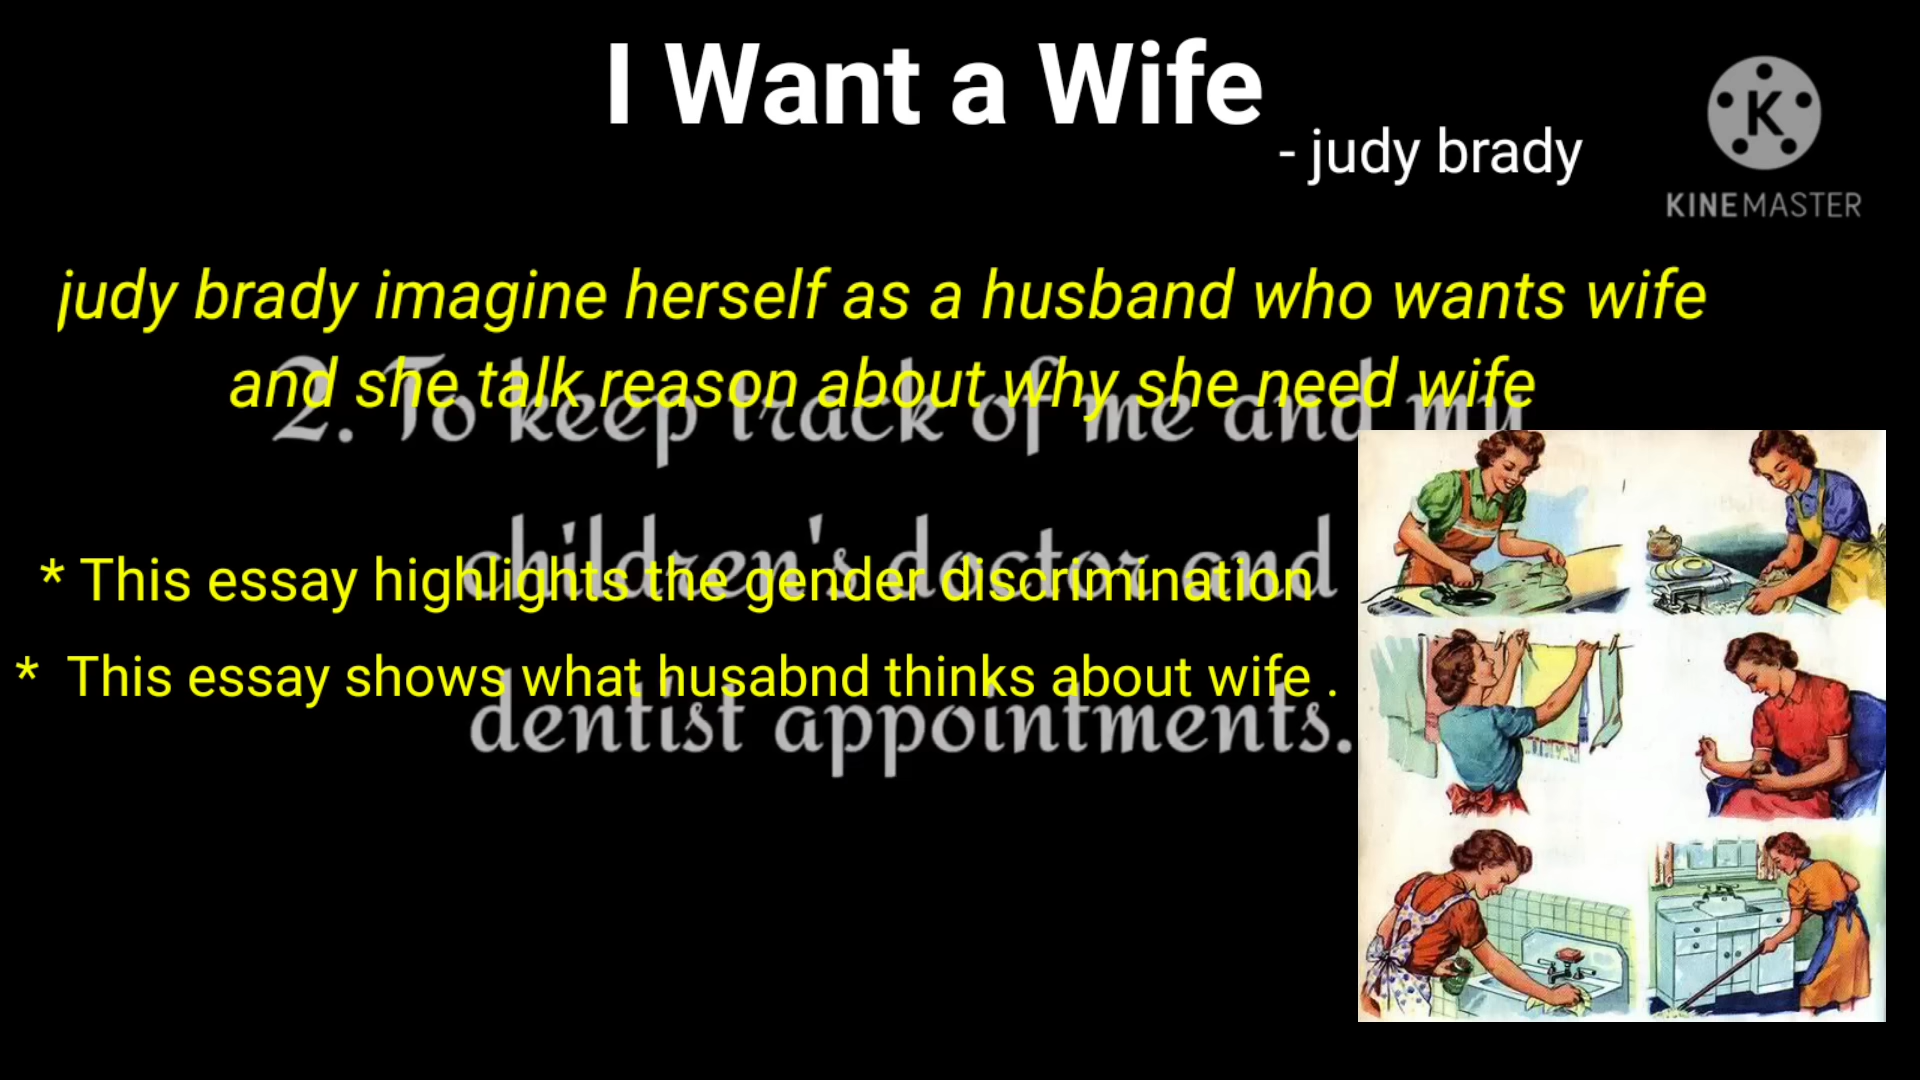 I Want a Wife
- judy brady
K
KINEMASTER
judy brady imagine herself as a husband who wants wife
and she talk reason about why she need wife
2. To keep track of me and my
children's doctor and
* This essay highlights the gender discrimination
* This essay shows what husabnd thinks about wife .
dentist appointments.